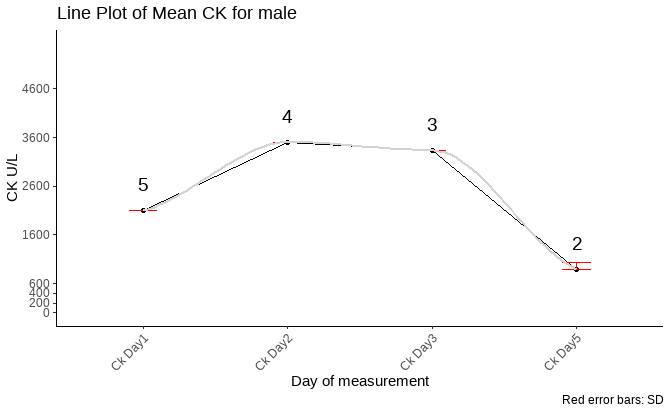 Line Plot of Mean CK for male
CK U/L
4600
3600
2600
1600
600
400
200
0
5
4
3
2
Ck Day1
Ck Day2
Ck Day3
Ck Day5
Day of measurement
Red error bars: SD